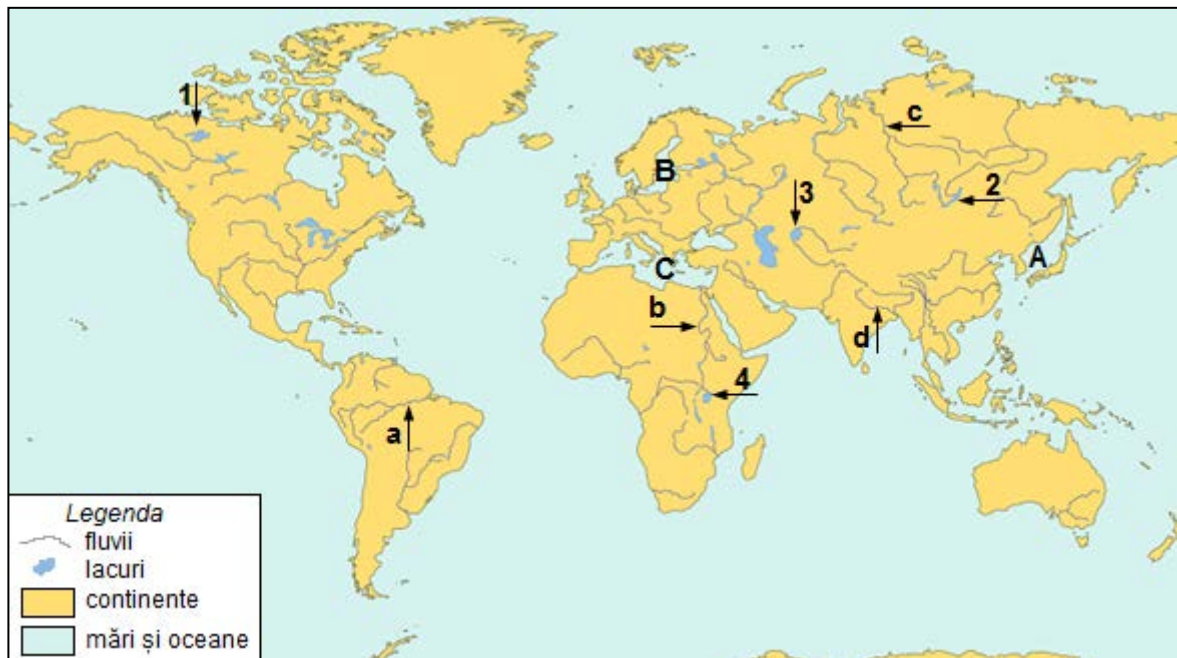 1
c
B
2
3
A
C
b
d
4
a
Legenda
fluvii
lacuri
continente
mări și oceane